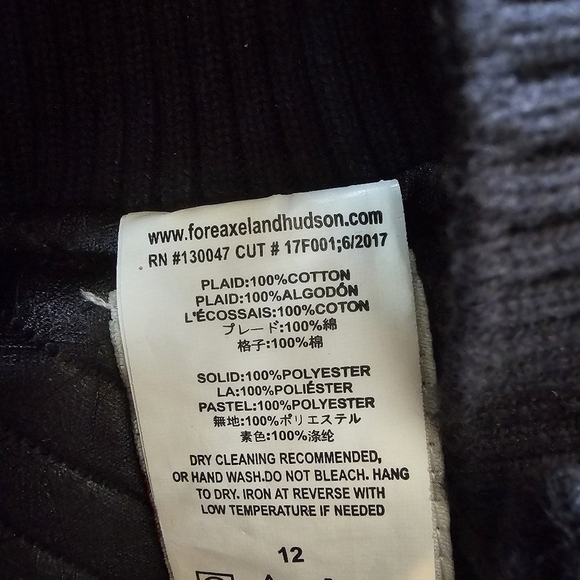 www.foreaxelandhudson.com
RN #130047 CUT # 17F001;6/2017
PLAID:100%COTTON
PLAID:100%ALGODÓN
L'ÉCOSSAIS:100%COTON
プレード:100%綿
格子:100%棉
SOLID:100%POLYESTER
LA:100%POLIÉSTER
PASTEL:100%POLYESTER
無地:100%ポリエステル
素色:100%涤纶
DRY CLEANING RECOMMENDED,
OR HAND WASH.DO NOT BLEACH. HANG
TO DRY. IRON AT REVERSE WITH
LOW TEMPERATURE IF NEEDED
12